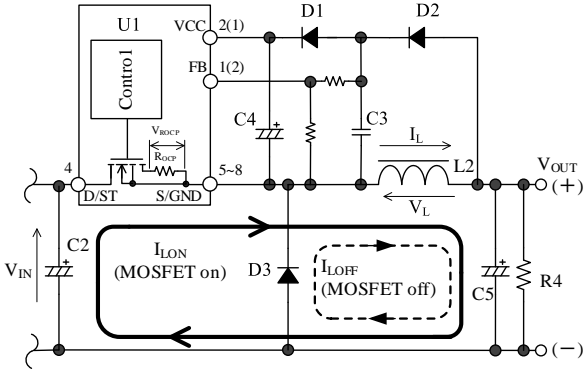 U1
VCC
2(1)
D1
D2
FB
1(2)
Control1
C4
C3
VROCP
ROCP
IL
L2
4
D/ST
S/GND
5~8
VOUT
(+)
VL
C2
ILON
(MOSFET on)
D3
ILOFF
(MOSFET off)
VIN
C5
R4
(−)